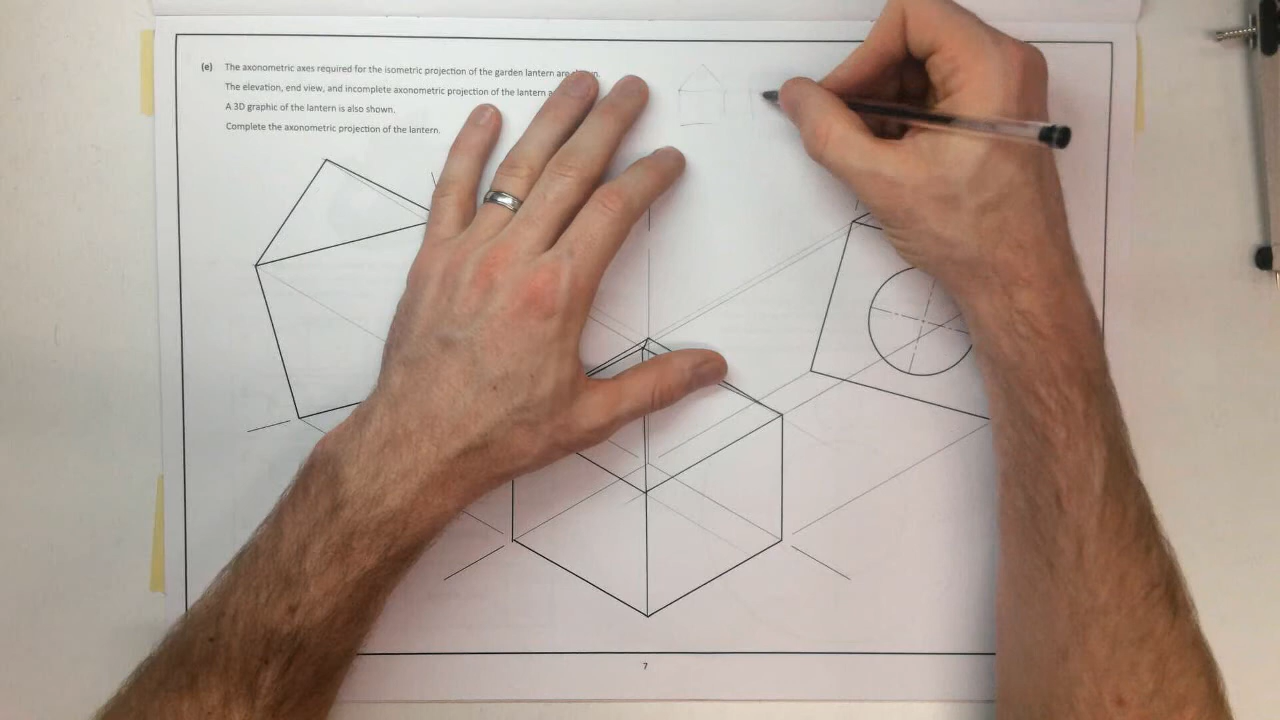 (e) The axonometric axes required for the isometric projection of the garden lantern are
The elevation, end view, and incomplete axonometric projection of the lantern
A 3D graphic of the lantern is also shown.
Complete the axonometric projection of the lantern.
7